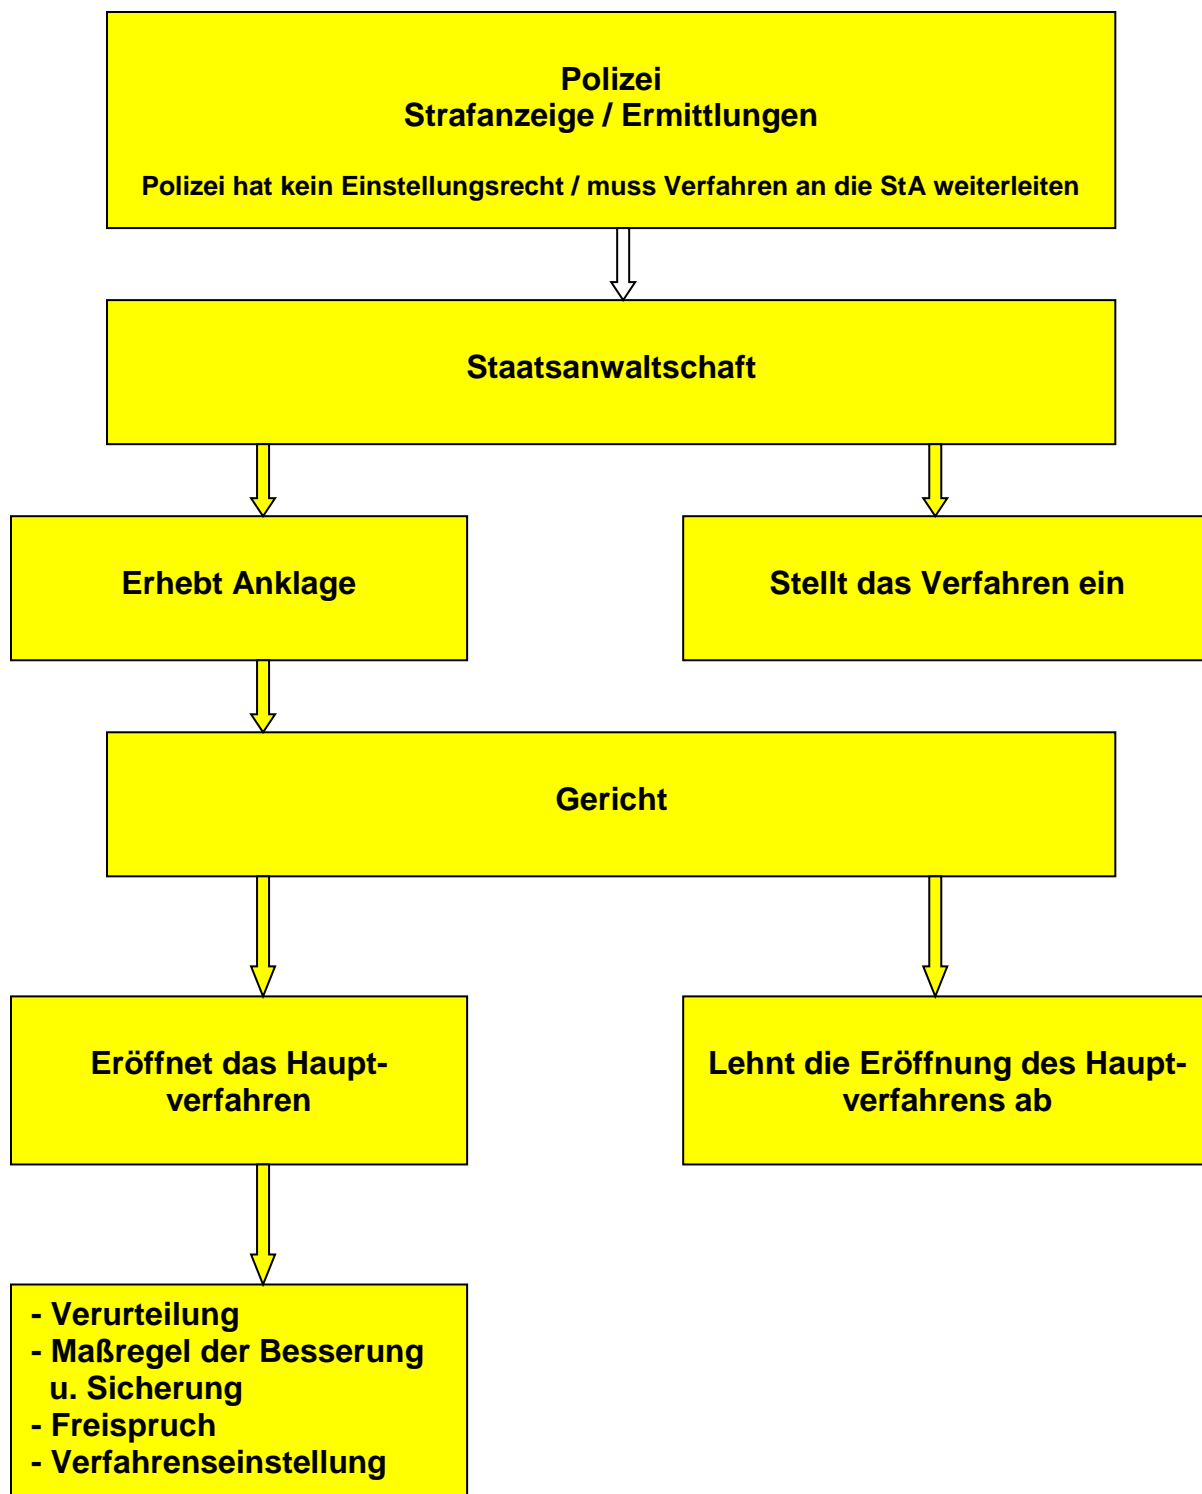 Polizei
Strafanzeige / Ermittlungen
Polizei hat kein Einstellungsrecht / muss Verfahren an die StA weiterleiten
Staatsanwaltschaft
Erhebt Anklage
Stellt das Verfahren ein
Gericht
Eröffnet das Haupt-
verfahren
Lehnt die Eröffnung des Haupt-
verfahrens ab
- Verurteilung
- Maßregel der Besserung
u. Sicherung
- Freispruch
- Verfahrenseinstellung